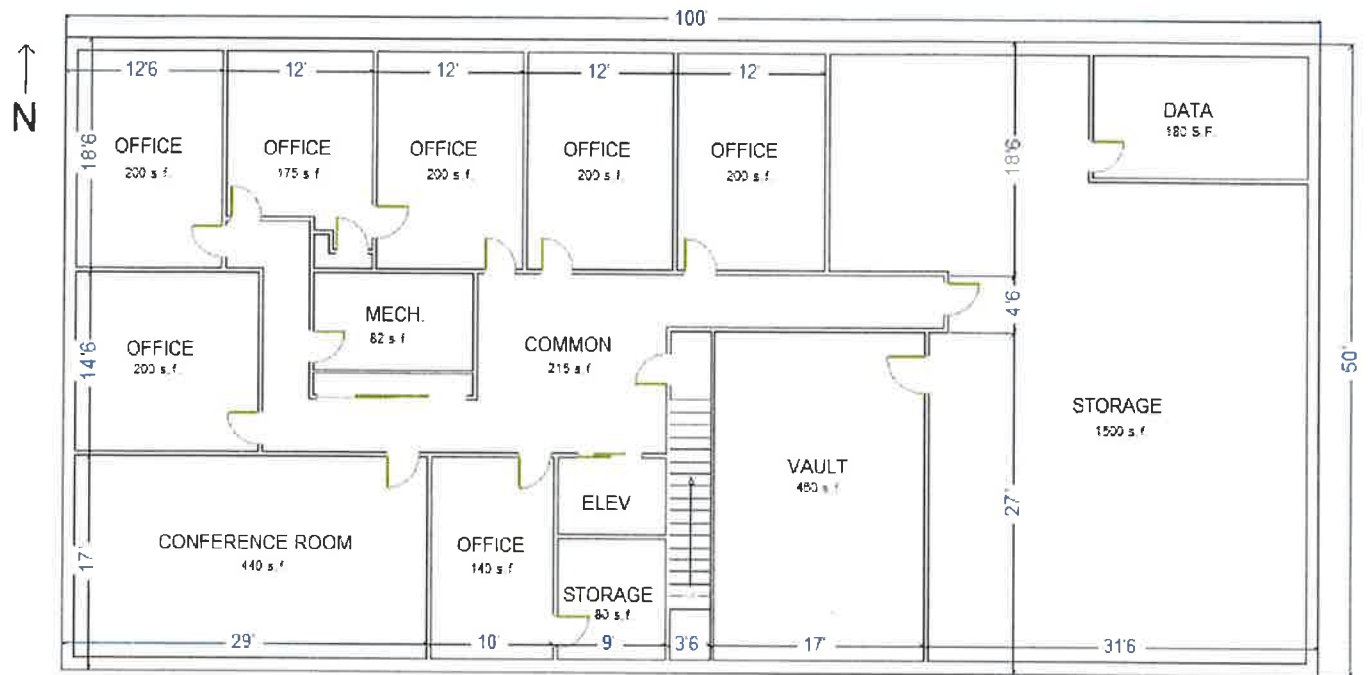 100'
N
12'6 12' 12' 12' 12'
18'6
18'6
OFFICE
200 s.f.
OFFICE
175 s.f.
OFFICE
200 s.f.
OFFICE
200 s.f.
OFFICE
200 s.f.
DATA
180 S.F.
4'6
50'
14'6
OFFICE
200 s.f.
MECH.
82 s.f.
COMMON
215 s.f.
STORAGE
1500 s.f.
VAULT
460 s.f.
27'
ELEV
17'
CONFERENCE ROOM
440 s.f.
OFFICE
140 s.f.
STORAGE
80 s.f.
29' 10' 9' 3'6 17' 31'6